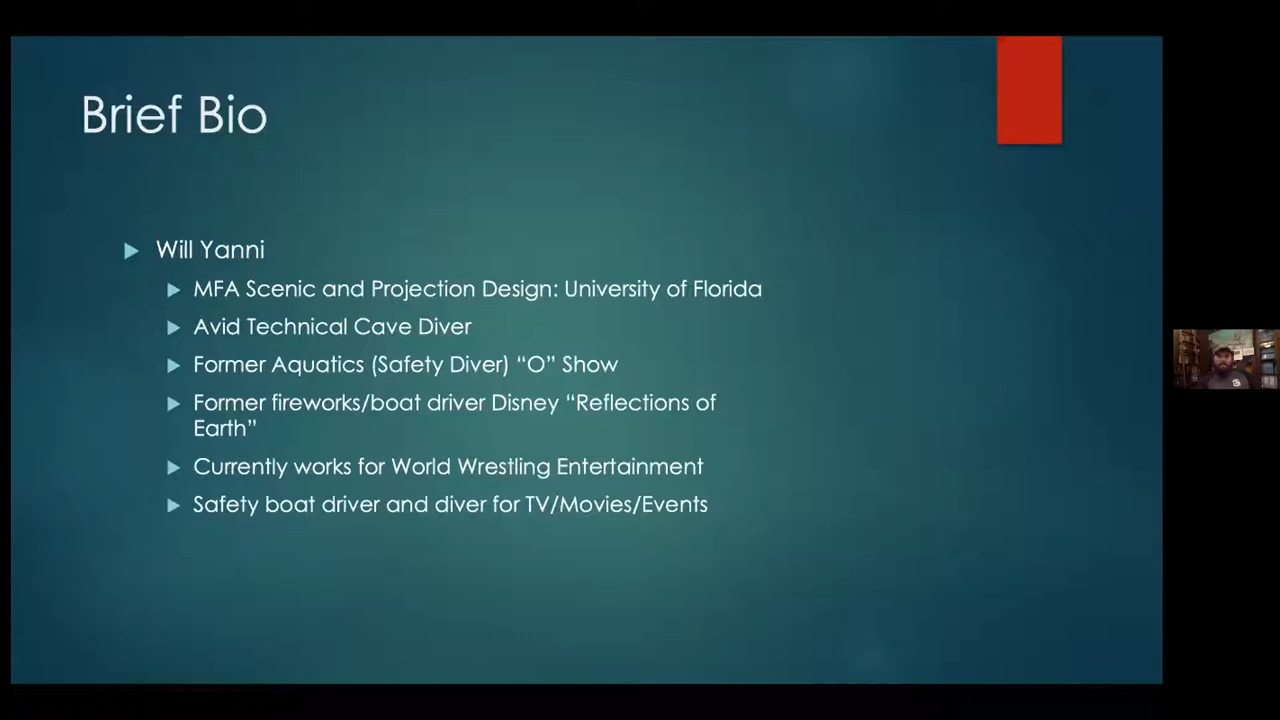 Brief Bio
Will Yanni
MFA Scenic and Projection Design: University of Florida
Avid Technical Cave Diver
Former Aquatics (Safety Diver) “O” Show
Former fireworks/boat driver Disney “Reflections of
Earth”
Currently works for World Wrestling Entertainment
Safety boat driver and diver for TV/Movies/Events